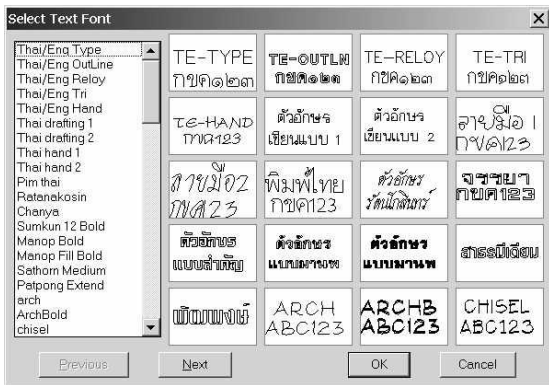 Select Text Font
Thai/Eng Type
Thai/Eng OutLine
Thai/Eng Reloy
Thai/Eng Tri
Thai/Eng Hand
Thai drafting 1
Thai drafting 2
Thai hand 1
Thai hand 2
Pim thai
Ratanakosin
Chanya
Sumkun 12 Bold
Manop Bold
Manop Fill Bold
Sathorn Medium
Patpong Extend
arch
ArchBold
chisel
TE-TYPE
กขค๑๒๓
TE-OUTLN
กขค๑๒๓
TE-RELOY
กขค๑๒๓
TE-TRI
กขค๑๒๓
TE-HAND
กขค123
ตัวอักษร
เขียนแบบ 1
ตัวอักษร
เขียนแบบ 2
ลายมือ 1
กขค123
ลายมือ2
กขค123
พิมพ์ไทย
กขค123
ตัวอักษร
รัตนโกสินทร์
จรรยา
กขค123
ตัวอักษร
แบบสำคัญ
ตัวอักษร
แบบมานพ
ตัวอักษร
แบบมานพ
สาธรมีเดียม
พัฒพงษ์
ARCH
ABC123
ARCHB
ABC123
CHISEL
ABC123
Previous
Next
OK
Cancel